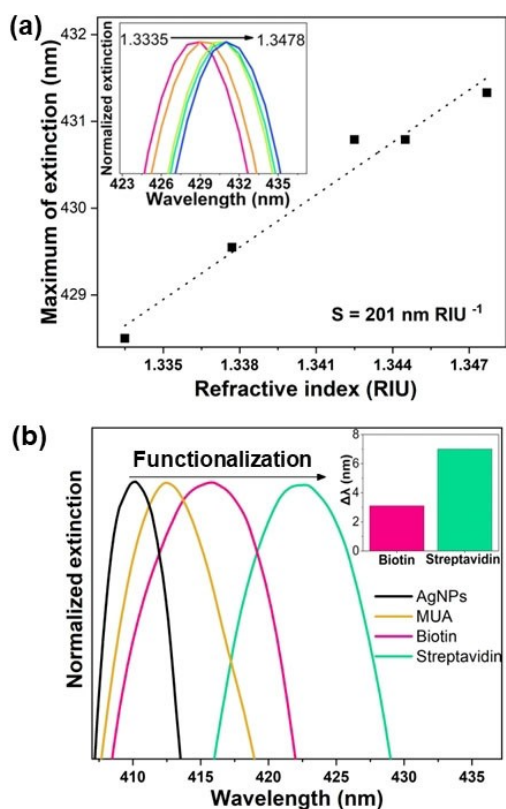 (a)
432
431
430
429
Maximum of extinction (nm)
1.3335
1.3478
Normalized extinction
423 426 429 432 435
Wavelength (nm)
S = 201 nm RIU -1
1.335 1.338 1.341 1.344 1.347
Refractive index (RIU)
(b)
Functionalization
Normalized extinction
Δλ (nm)
8
6
4
2
0
Biotin Streptavidin
AgNPs
MUA
Biotin
Streptavidin
410 415 420 425 430 435
Wavelength (nm)